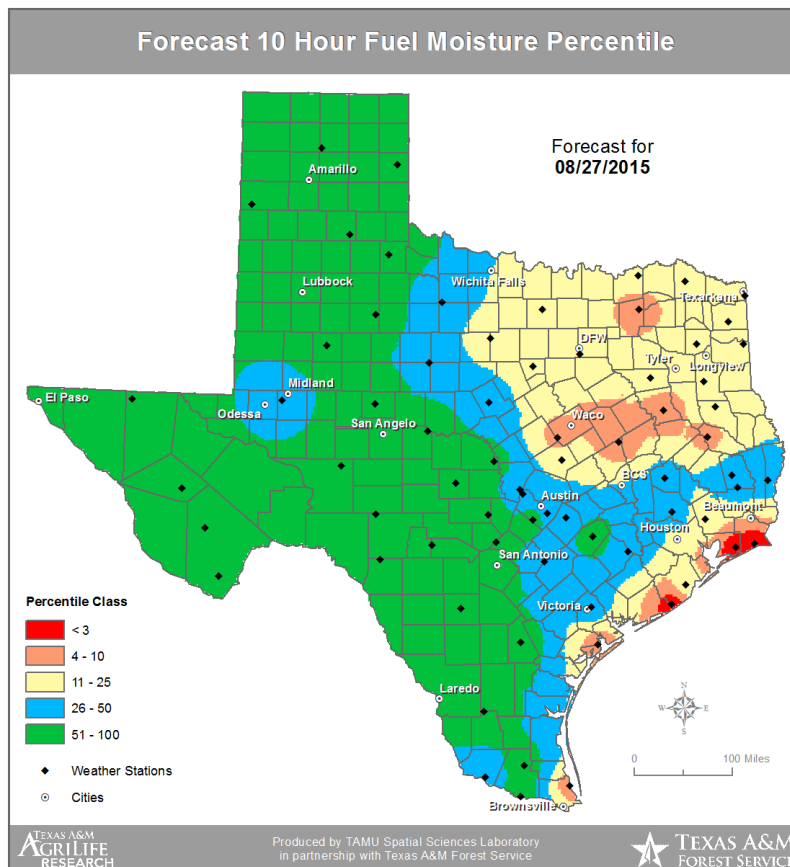 Forecast 10 Hour Fuel Moisture Percentile
Forecast for
08/27/2015
Amarillo
Lubbock
Wichita Falls
Texarkana
DFW
Tyler
Longview
Midland
Odessa
El Paso
San Angelo
Waco
BCS
Austin
Beaumont
Houston
San Antonio
Victoria
Laredo
Brownsville
Percentile Class
< 3
4 - 10
11 - 25
26 - 50
51 - 100
Weather Stations
Cities
N
W E
S
0 100 Miles
TEXAS A&M
AGRILIFE
RESEARCH
Produced by TAMU Spatial Sciences Laboratory
in partnership with Texas A&M Forest Service
TEXAS A&M
FOREST SERVICE